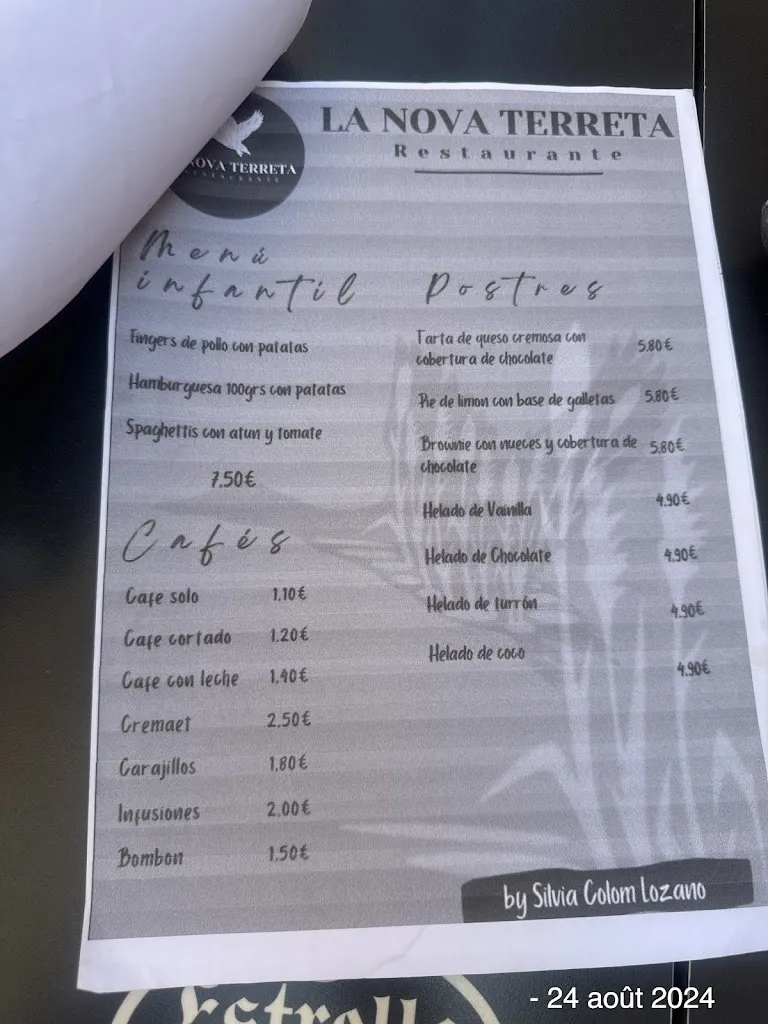 LA NOVA TERRETA
Restaurante
NOVA TERRETA
RESTAURANTE
Menú
infantil
Fingers de pollo con patatas
Hamburguesa 100grs con patatas
Spaghettis con atun y tomate
7.50€
Cafés
Cafe solo 1,10€
Cafe cortado 1.20€
Cafe con leche 1.40€
Cremaet 2.50€
Carajillos 1.80€
Infusiones 2.00€
Bombon 1.50€
Postres
Tarta de queso cremosa con
cobertura de chocolate 5.80€
Pie de limon con base de galletas 5.80€
Brownie con nueces y cobertura de
chocolate 5,80€
Helado de Vainilla 4.90€
Helado de Chocolate 4.90€
Helado de turrón 4.90€
Helado de coco 4.90€
by Silvia Colom Lozano
Estrella
- 24 août 2024